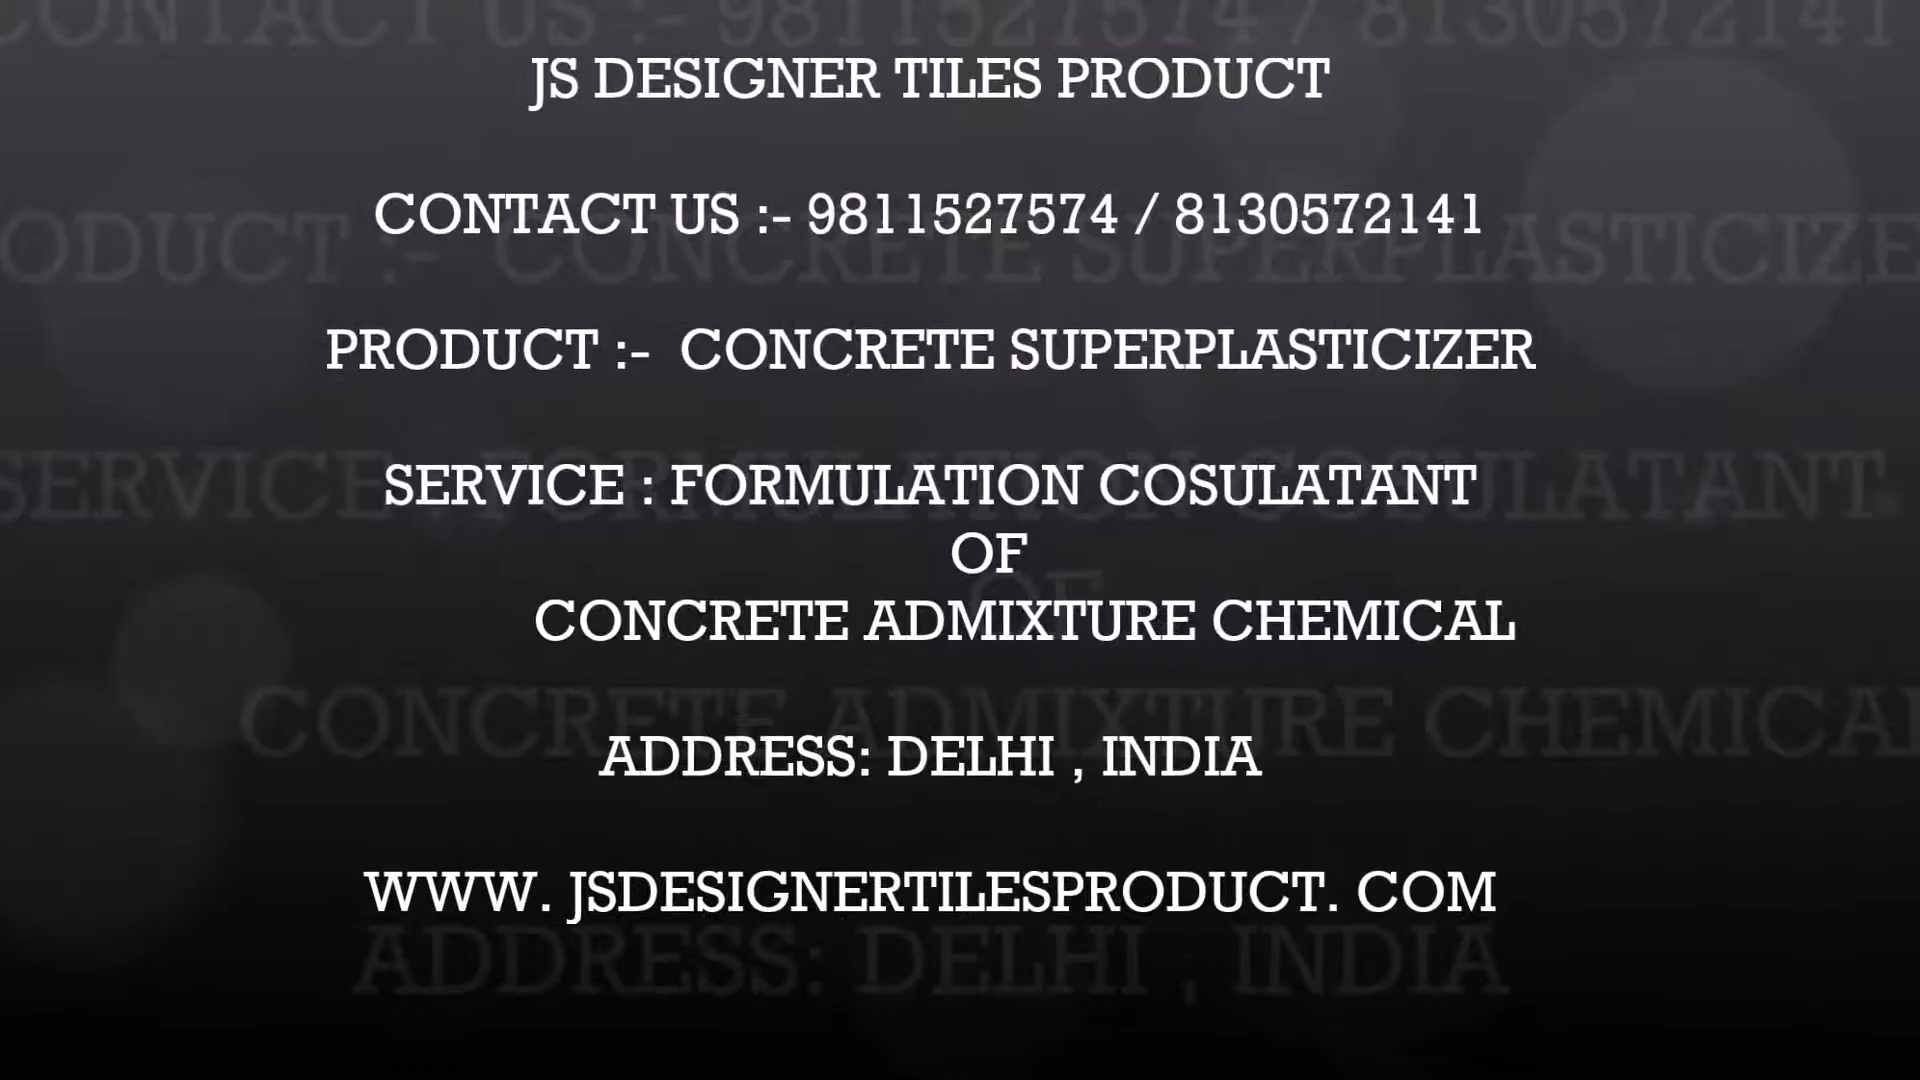 JS DESIGNER TILES PRODUCT
CONTACT US :- 9811527574 / 8130572141
PRODUCT :- CONCRETE SUPERPLASTICIZER
SERVICE : FORMULATION COSULATANT
OF
CONCRETE ADMIXTURE CHEMICAL
ADDRESS: DELHI , INDIA
WWW. JSDESIGNERTILESPRODUCT. COM